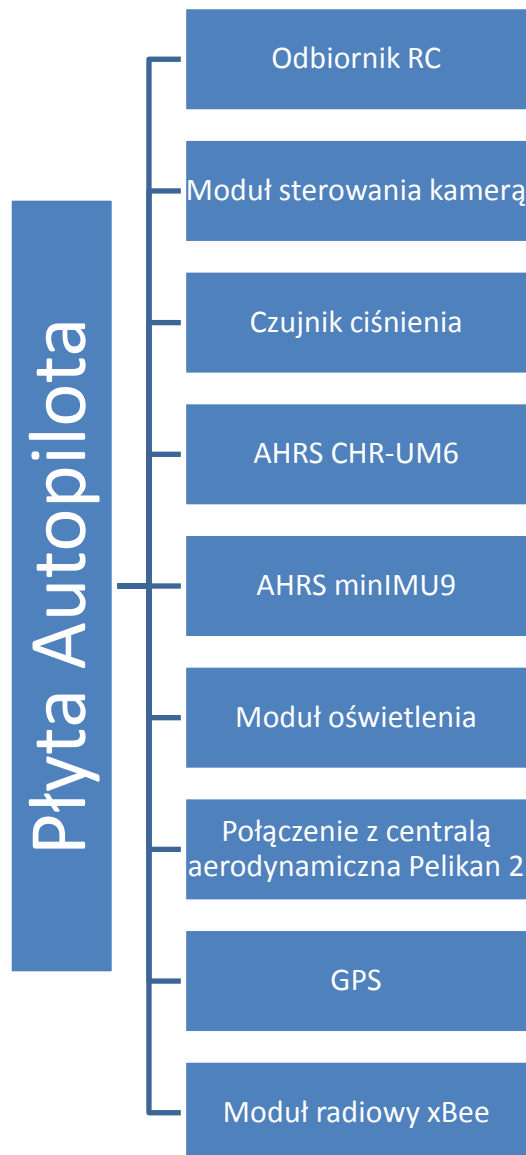 Płyta Autopilota
Odbiornik RC
Moduł sterowania kamerą
Czujnik ciśnienia
AHRS CHR-UM6
AHRS minIMU9
Moduł oświetlenia
Połączenie z centralą
aerodynamiczna Pelikan 2
GPS
Moduł radiowy xBee